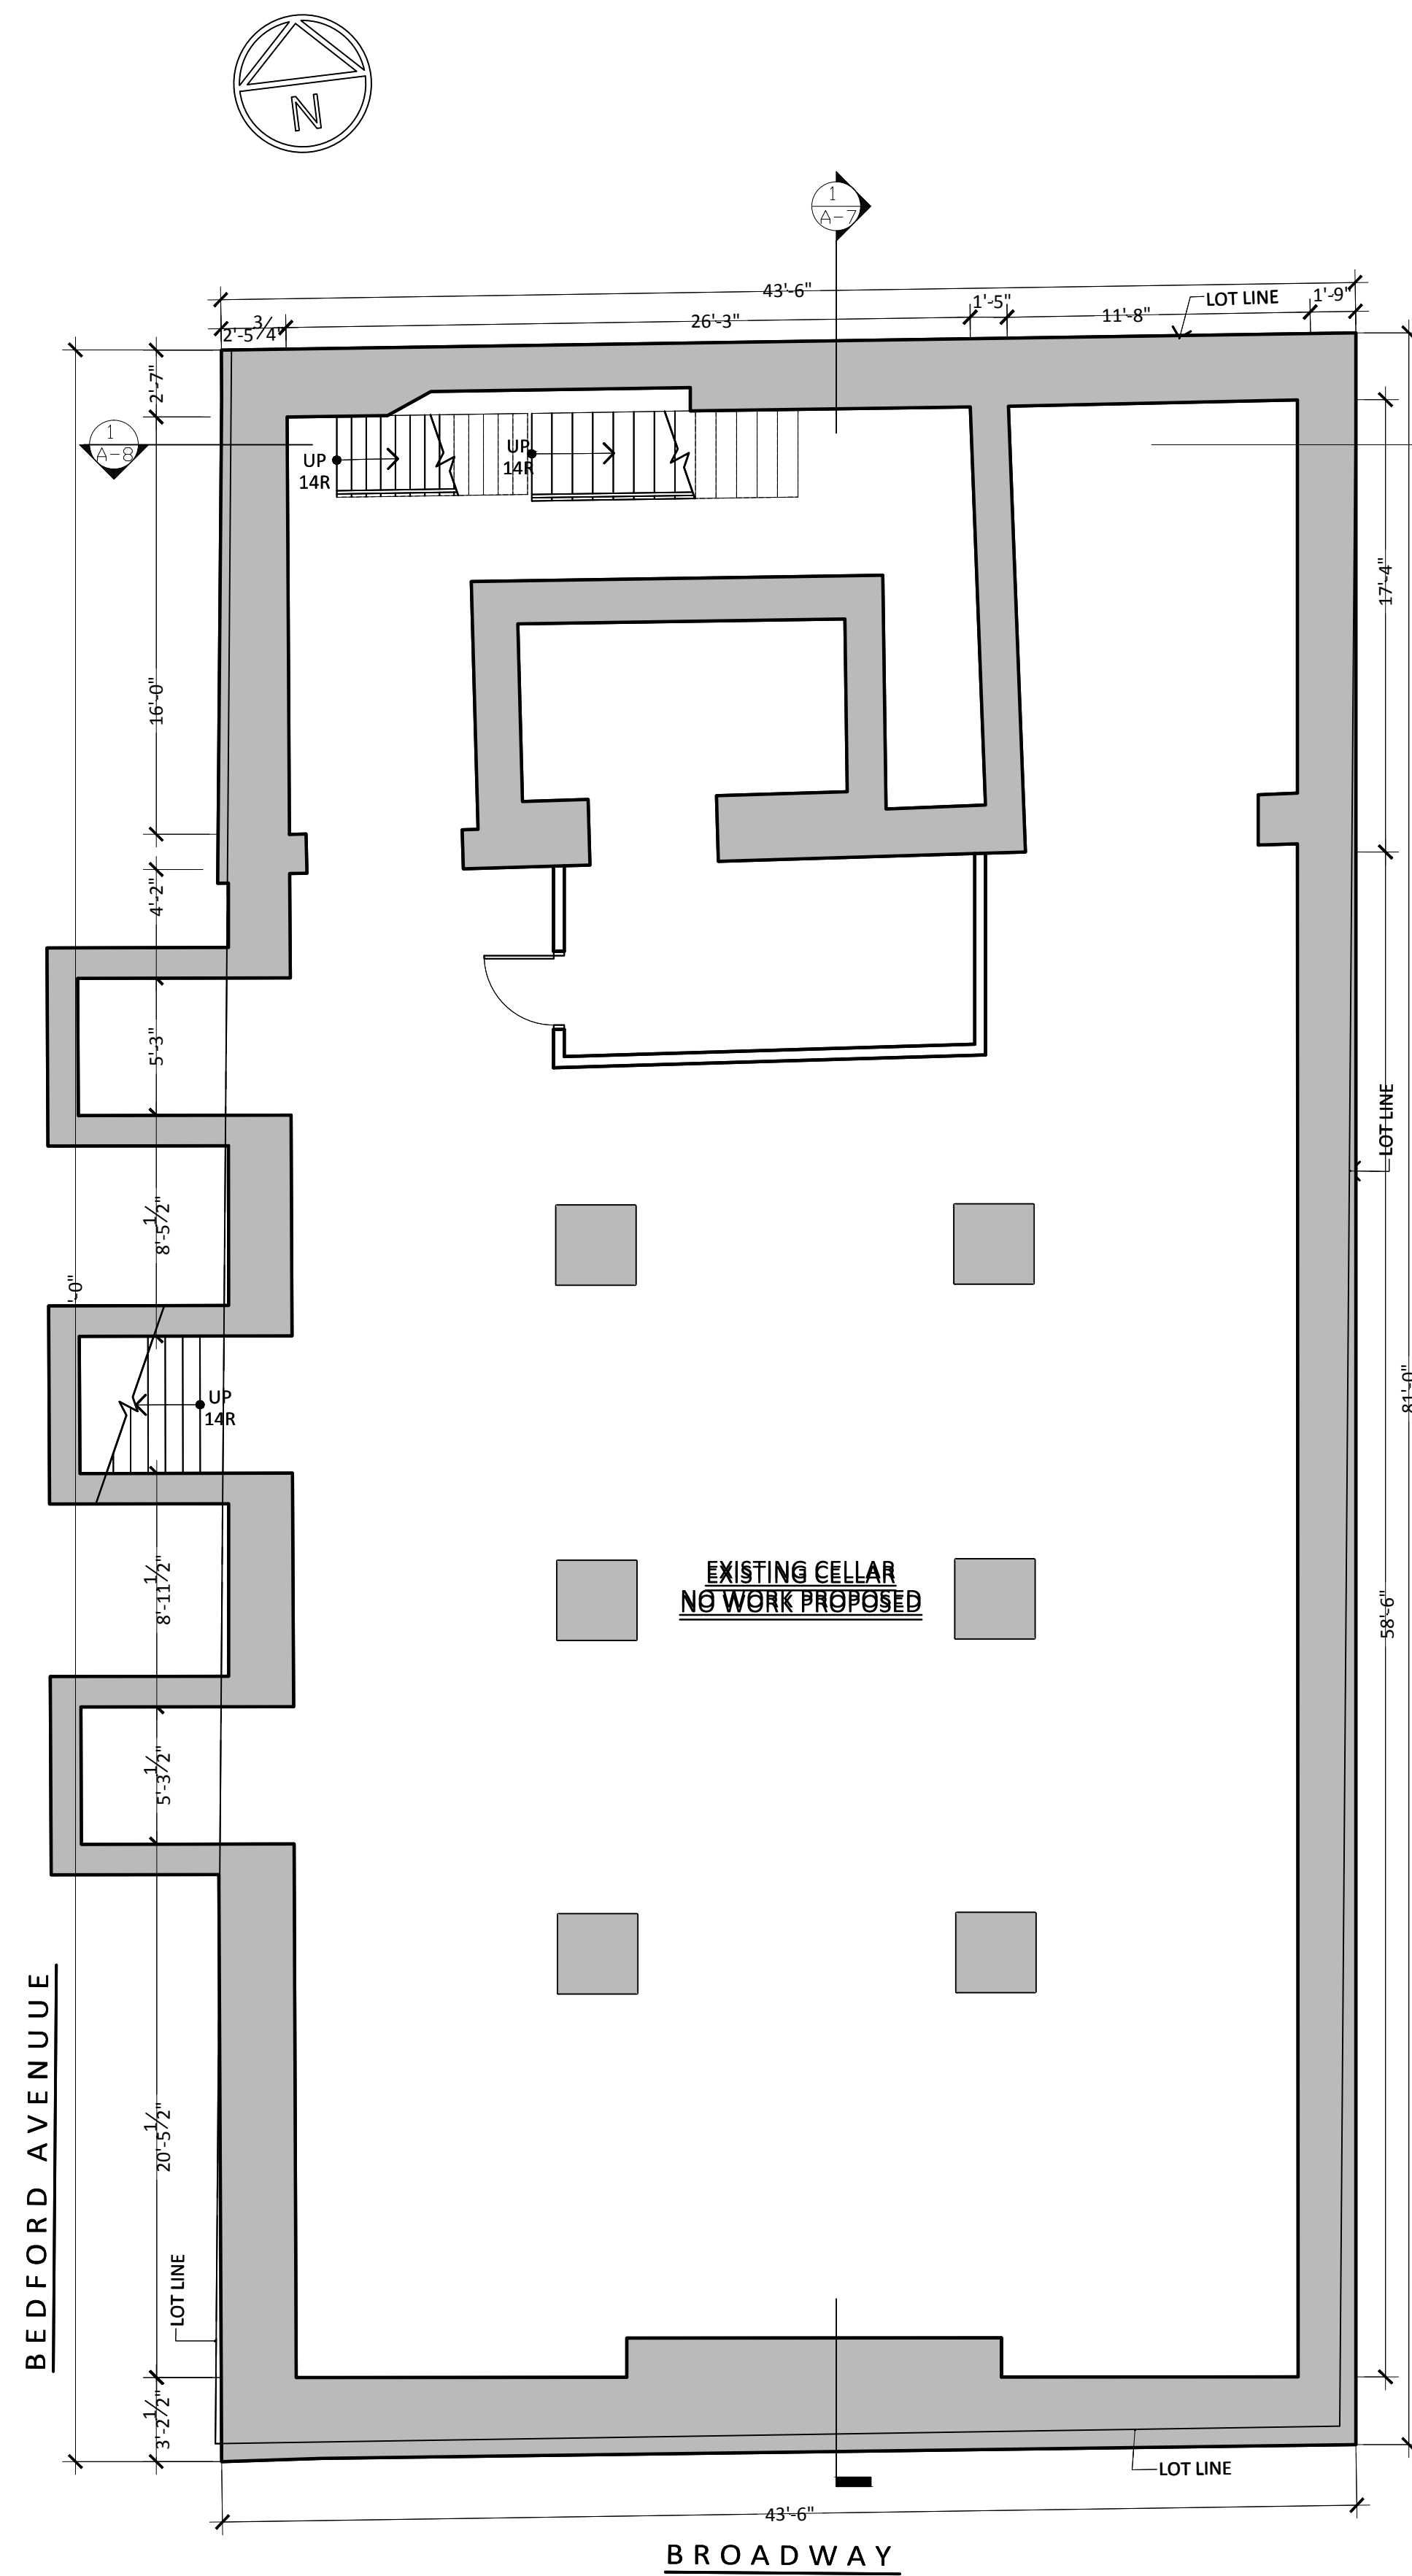 N
1
A-7
43'-6"
2'-5 3/4"
26'-3"
1'-5"
11'-8"
LOT LINE
1'-9"
2'-7"
1
A-8
UP
14R
UP
14R
17'-4"
16'-0"
4'-2"
5'-3"
LOT LINE
8'-5 1/2"
'-0"
81'-0"
UP
14R
EXISTING CELLAR
NO WORK PROPOSED
8'-11 1/2"
58'-6"
5'-3 1/2"
BEDFORD AVENUUE
20'-5 1/2"
LOT LINE
3'-2 1/2"
LOT LINE
43'-6"
BROADWAY